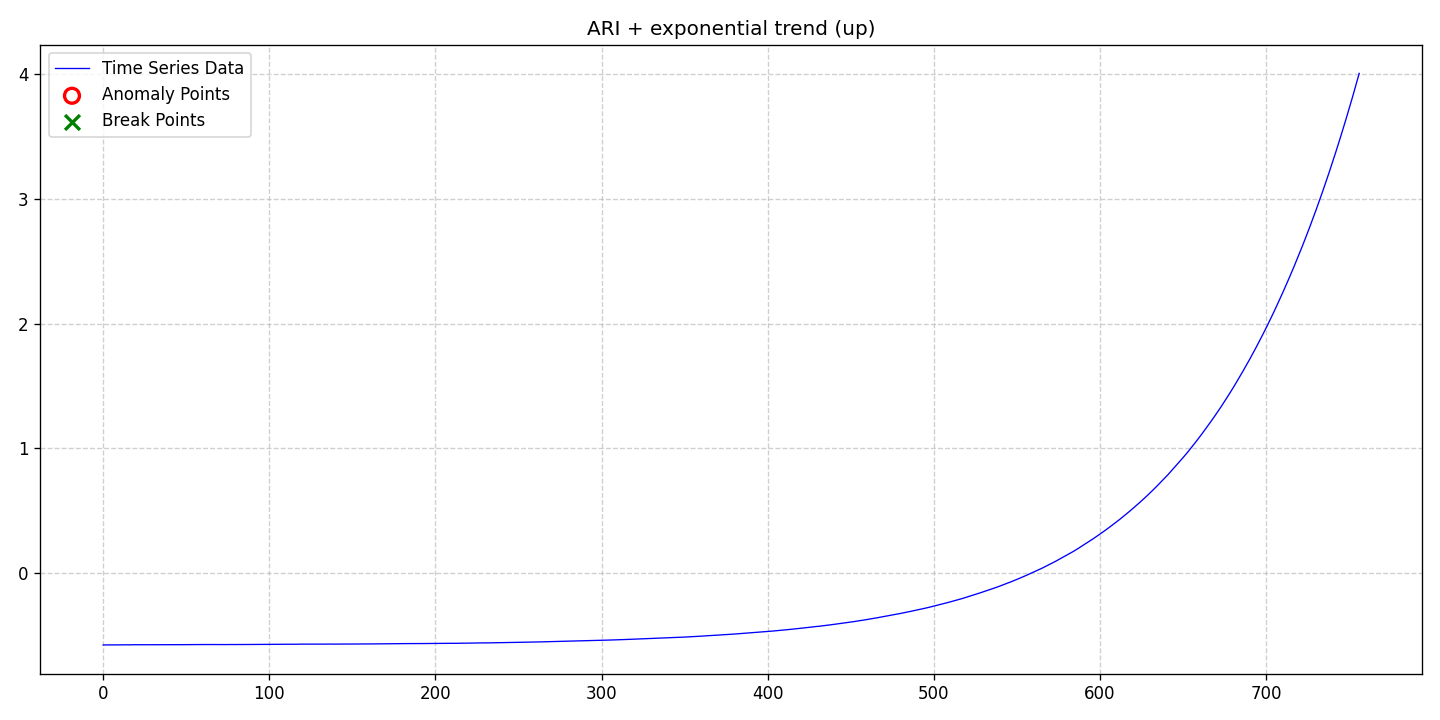 ARI + exponential trend (up)
Time Series Data
Anomaly Points
Break Points
4
3
2
1
0
0 100 200 300 400 500 600 700